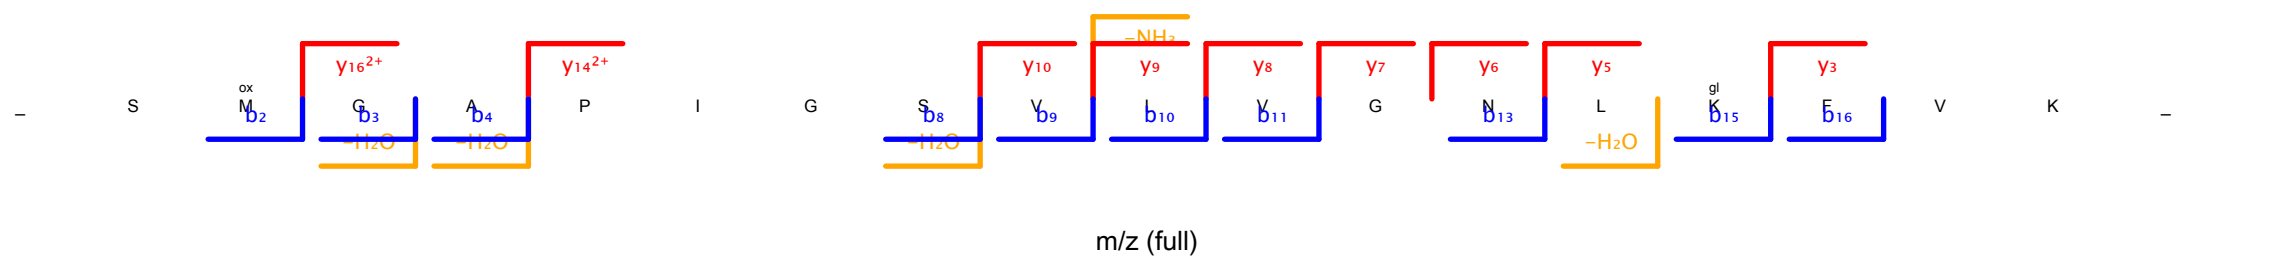 -NH₃
y₁₆²⁺ y₁₄²⁺ y₁₀ y₉ y₈ y₇ y₆ y₅ y₃
ox gl
_ S M G A P I G S V L V G N L K F V K _
b₂ b₃ b₄ b₈ b₉ b₁₀ b₁₁ b₁₃ b₁₅ b₁₆
-H₂O -H₂O -H₂O -H₂O
m/z (full)